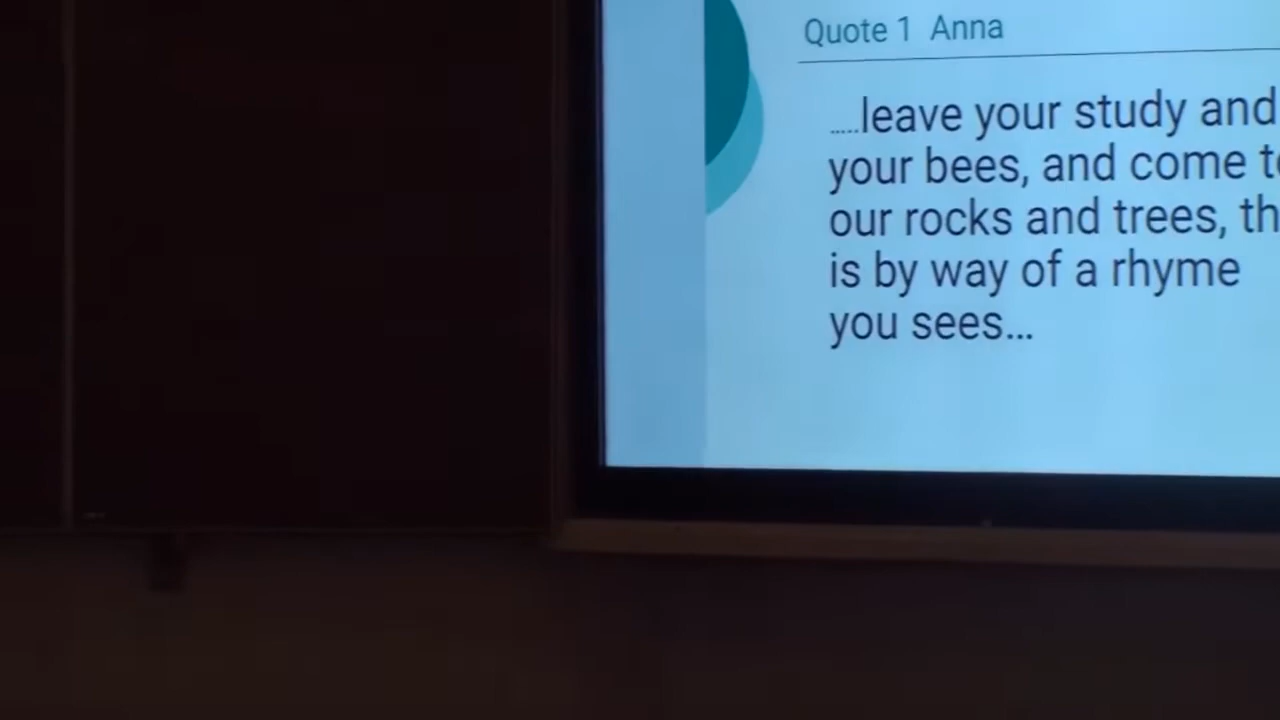 Quote 1 Anna
.....leave your study and
your bees, and come
our rocks and trees,
is by way of a rhyme
you sees...